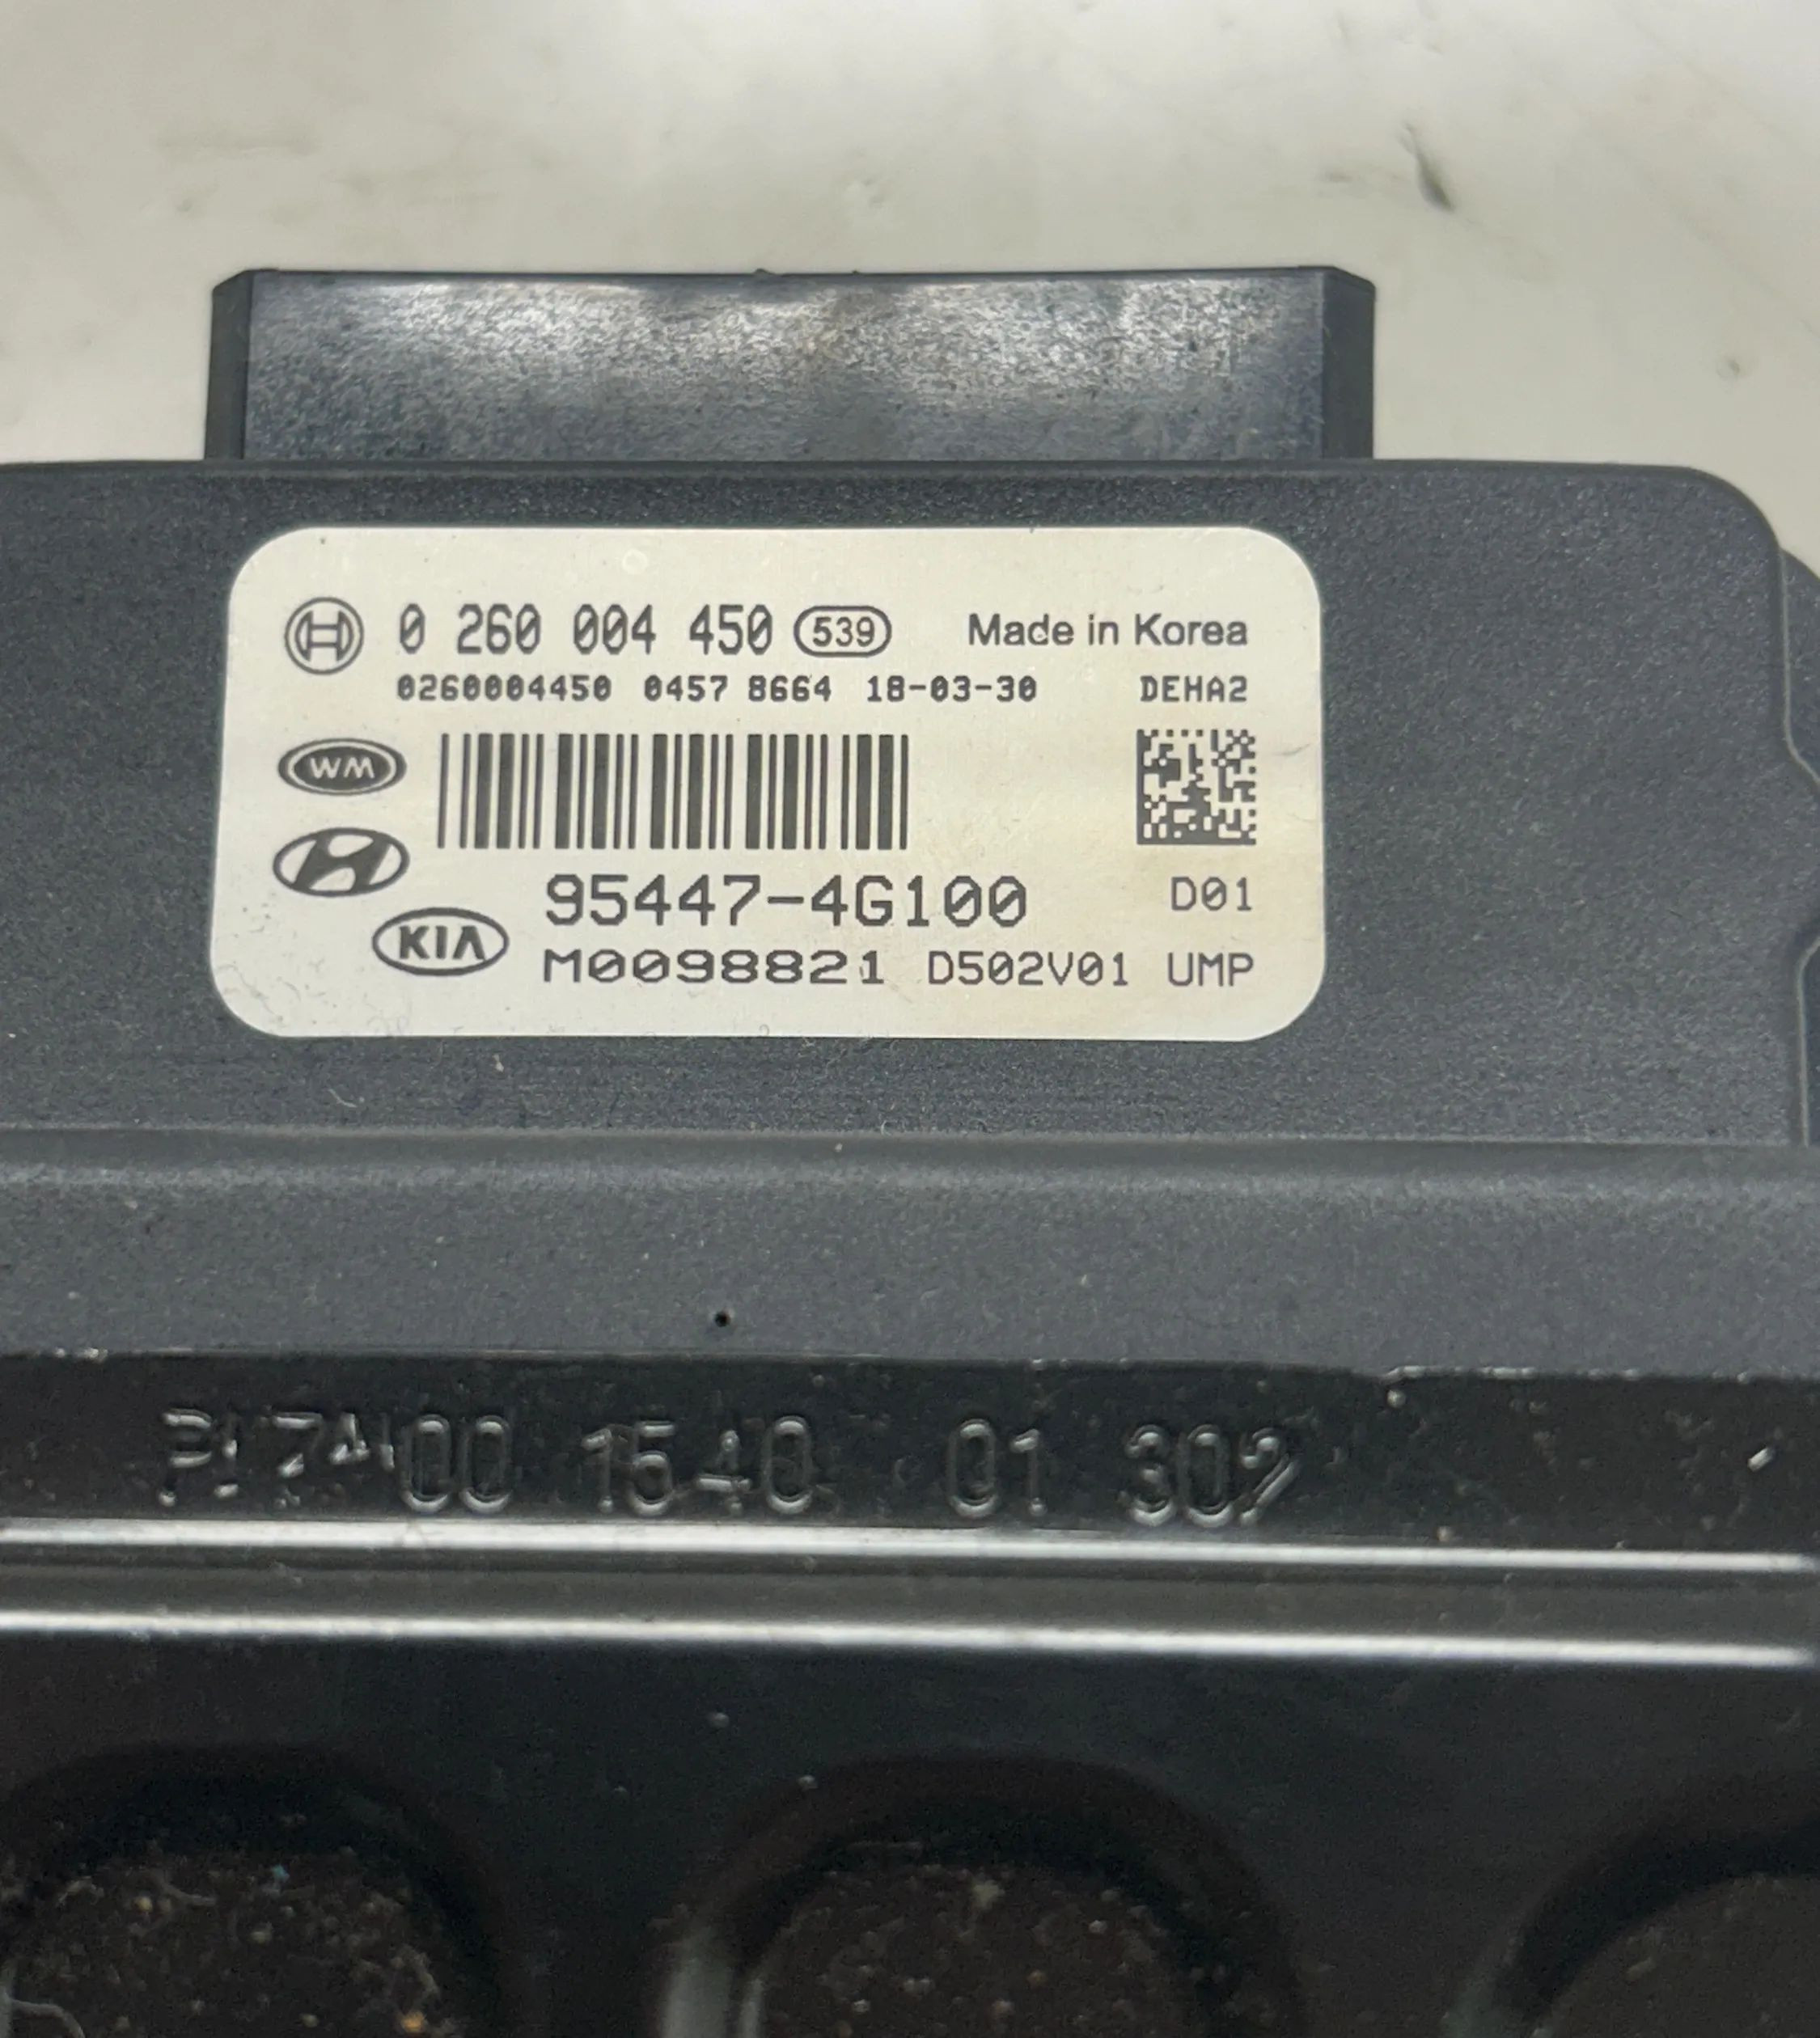 0 260 004 450 539 Made in Korea
0260004450 0457 8664 18-03-30 DEHA2
WM
95447-4G100 D01
KIA
M0098821 D502V01 UMP
00 1540 01 302